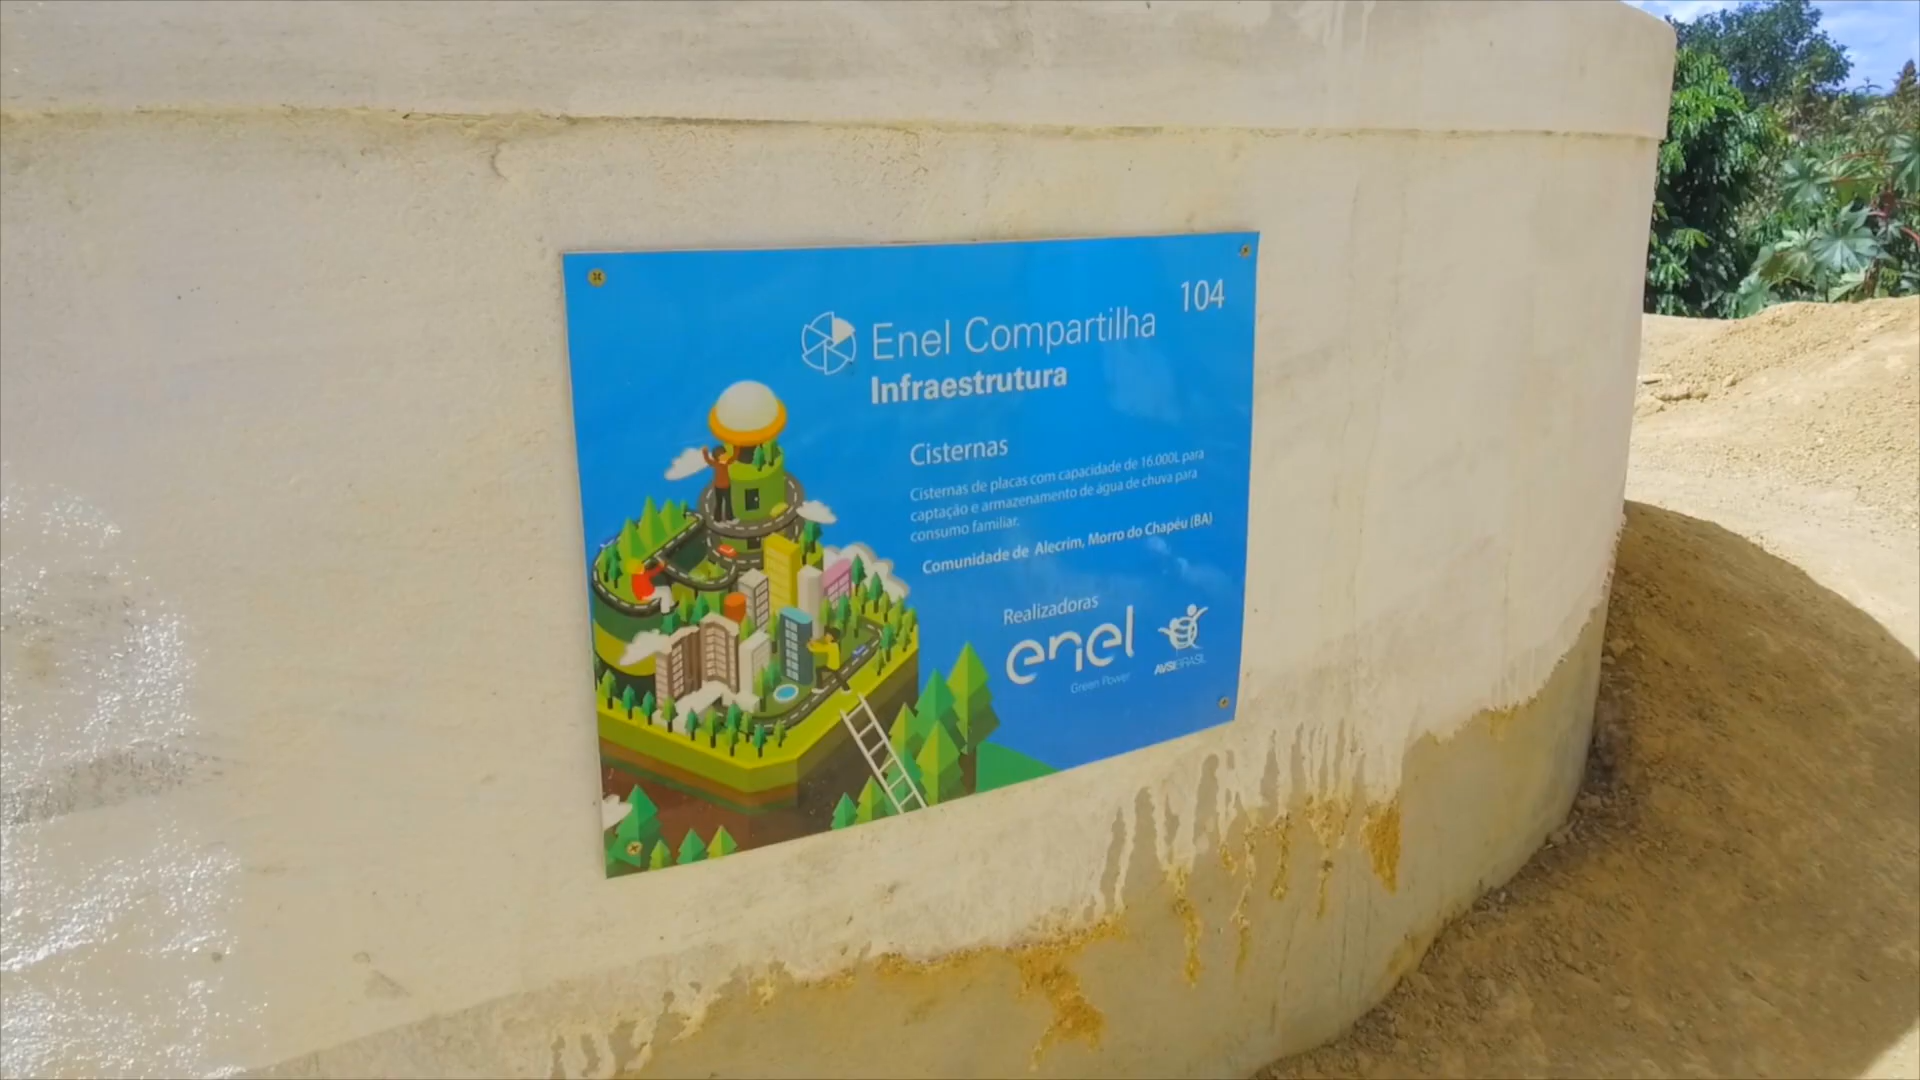 104
Enel Compartilha
Infraestrutura
Cisternas
Cisternas de placas com capacidade de 16.000L para
captação e armazenamento de água de chuva para
consumo familiar.
Comunidade de Alecrim, Morro do Chapéu (BA)
Realizadoras
enel
Green Power
AVSI BRASIL